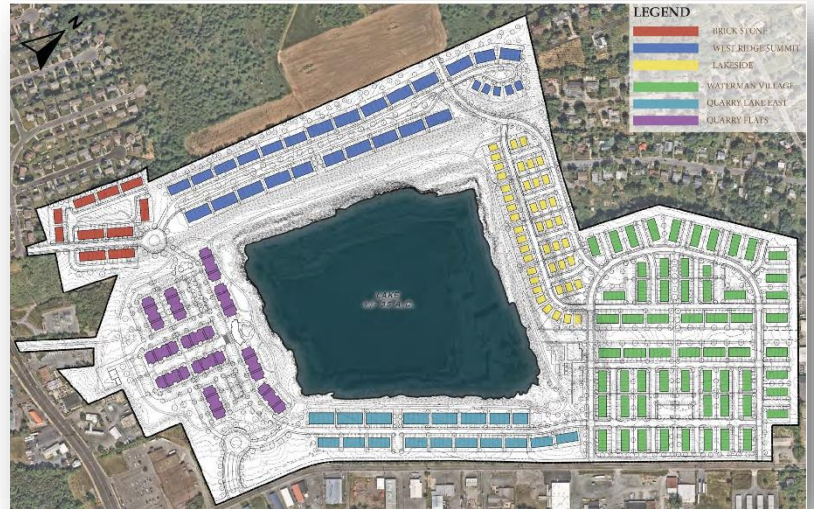 N
LEGEND
BRICK STONE
WEST RIDGE SUMMIT
LAKESIDE
WATERMAN VILLAGE
QUARRY LAKE EAST
QUARRY FLATS
LAKE